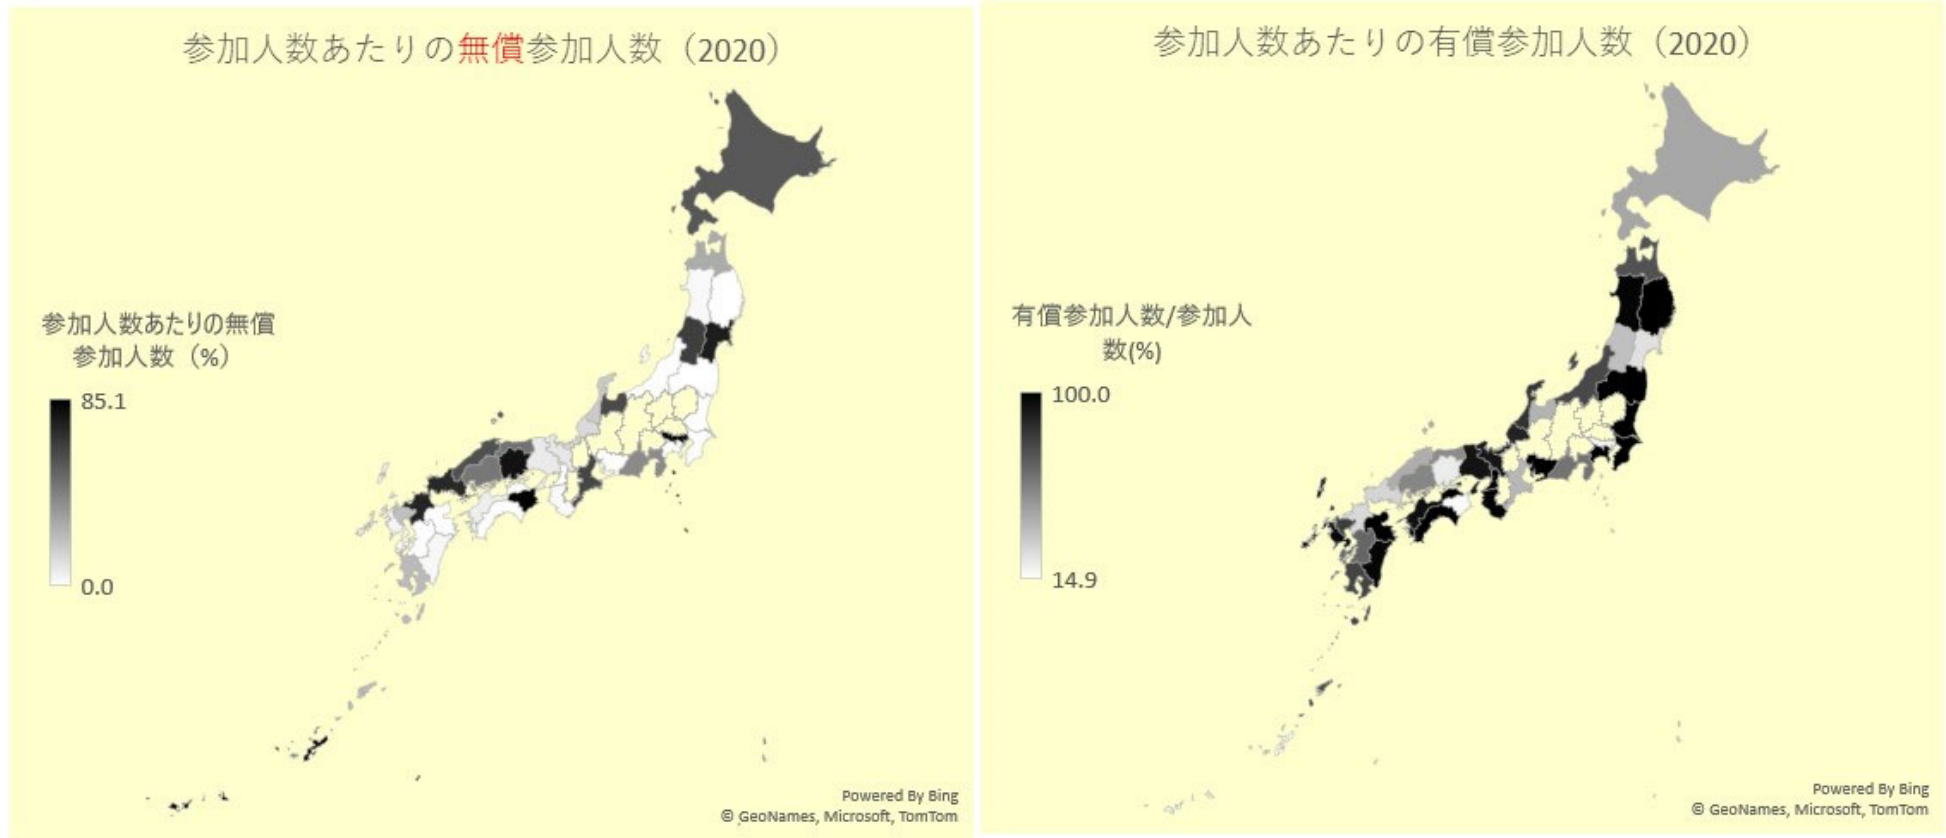 参加人数あたりの無償参加人数（2020）
参加人数あたりの無償
参加人数（%）
85.1
0.0
Powered By Bing
© GeoNames, Microsoft, TomTom
参加人数あたりの有償参加人数（2020）
有償参加人数/参加人
数(%)
100.0
14.9
Powered By Bing
© GeoNames, Microsoft, TomTom